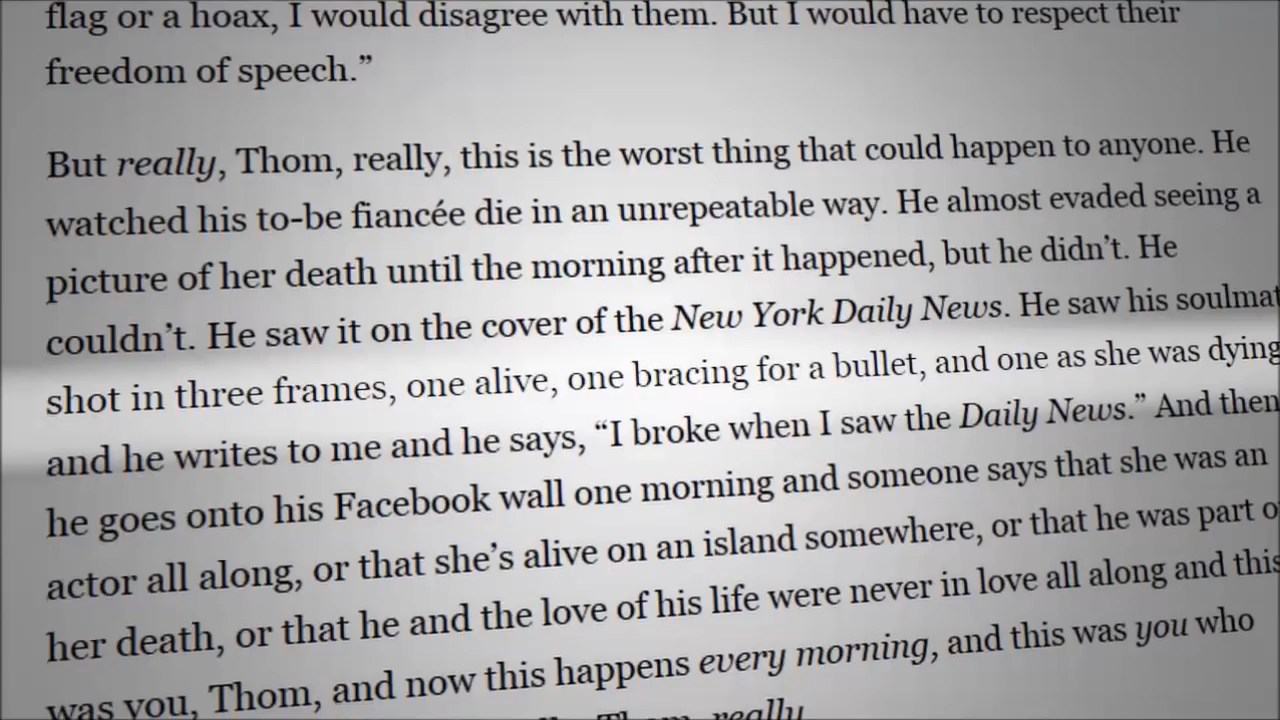 flag or a hoax, I would disagree with them. But I would have to respect their
freedom of speech.”
But really, Thom, really, this is the worst thing that could happen to anyone. He
watched his to-be fiancée die in an unrepeatable way. He almost evaded seeing a
picture of her death until the morning after it happened, but he didn’t. He
couldn’t. He saw it on the cover of the New York Daily News. He saw his soulmat
shot in three frames, one alive, one bracing for a bullet, and one as she was dying
and he writes to me and he says, “I broke when I saw the Daily News.” And then
he goes onto his Facebook wall one morning and someone says that she was an
actor all along, or that she’s alive on an island somewhere, or that he was part o
her death, or that he and the love of his life were never in love all along and this
was you, Thom, and now this happens every morning, and this was you who
really